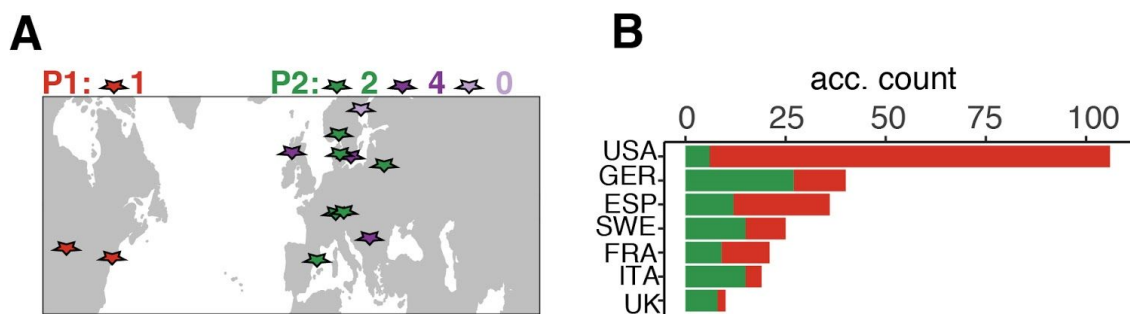 A
P1: 1 P2: 2 4 0
B
acc. count
0 25 50 75 100
USA
GER
ESP
SWE
FRA
ITA
UK